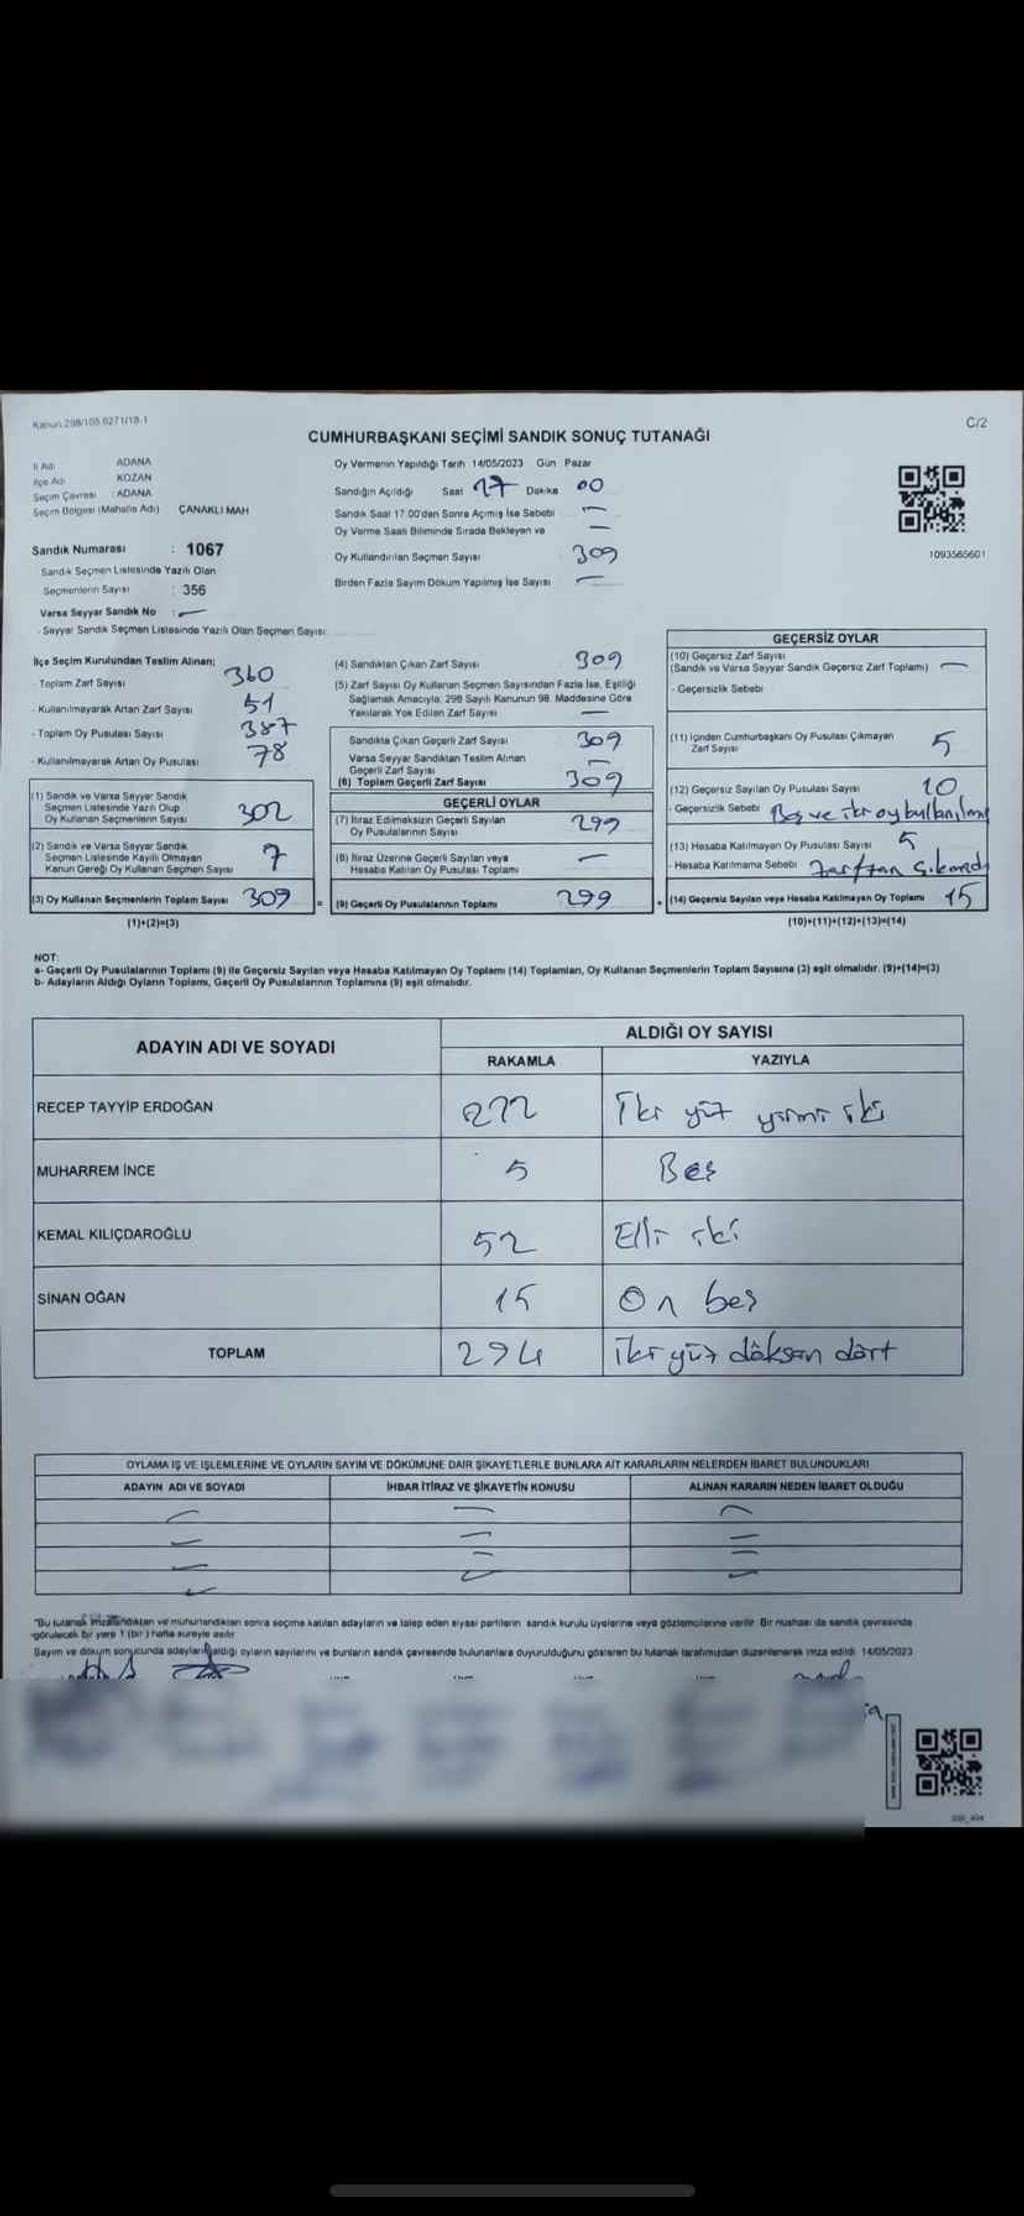 Kanun 298/105 6271/18-1
C/2
CUMHURBAŞKANI SEÇİMİ SANDIK SONUÇ TUTANAĞI
İl Adı ADANA
İlçe Adı KOZAN
Seçim Çevresi : ADANA
Seçim Bölgesi (Mahalle Adı) ÇANAKLI MAH
Sandık Numarası : 1067
Sandık Seçmen Listesinde Yazılı Olan
Seçmenlerin Sayısı : 356
Varsa Seyyar Sandık No : —
- Seyyar Sandık Seçmen Listesinde Yazılı Olan Seçmen Sayısı
Oy Vermenin Yapıldığı Tarih 14/05/2023 Gün Pazar
Sandığın Açıldığı Saat 17 Dakika 00
Sandık Saat 17:00'den Sonra Açılmış İse Sebebi —
Oy Verme Saati Bitiminde Sırada Bekleyen ve —
Oy Kullandırılan Seçmen Sayısı 309
Birden Fazla Sayım Döküm Yapılmış İse Sayısı —
1093565601
İlçe Seçim Kurulundan Teslim Alınan;
- Toplam Zarf Sayısı 360
- Kullanılmayarak Artan Zarf Sayısı 51
- Toplam Oy Pusulası Sayısı 387
- Kullanılmayarak Artan Oy Pusulası 78
(1) Sandık ve Varsa Seyyar Sandık
Seçmen Listesinde Yazılı Olup
Oy Kullanan Seçmenlerin Sayısı 302
(2) Sandık ve Varsa Seyyar Sandık
Seçmen Listesinde Kayıtlı Olmayan
Kanun Gereği Oy Kullanan Seçmen Sayısı 7
(3) Oy Kullanan Seçmenlerin Toplam Sayısı 309
(1)+(2)=(3)
(4) Sandıktan Çıkan Zarf Sayısı 309
(5) Zarf Sayısı Oy Kullanan Seçmen Sayısından Fazla İse, Eşitliği
Sağlamak Amacıyla, 298 Sayılı Kanunun 98. Maddesine Göre
Yakılarak Yok Edilen Zarf Sayısı —
Sandıkta Çıkan Geçerli Zarf Sayısı 309
Varsa Seyyar Sandıktan Teslim Alınan
Geçerli Zarf Sayısı —
(6) Toplam Geçerli Zarf Sayısı 309
GEÇERLİ OYLAR
(7) İtiraz Edilmeksizin Geçerli Sayılan
Oy Pusulalarının Sayısı 299
(8) İtiraz Üzerine Geçerli Sayılan veya
Hesaba Katılan Oy Pusulası Toplamı —
= (9) Geçerli Oy Pusulalarının Toplamı 299
GEÇERSİZ OYLAR
(10) Geçersiz Zarf Sayısı
(Sandık ve Varsa Seyyar Sandık Geçersiz Zarf Toplamı) —
- Geçersizlik Sebebi
(11) İçinden Cumhurbaşkanı Oy Pusulası Çıkmayan
Zarf Sayısı 5
(12) Geçersiz Sayılan Oy Pusulası Sayısı 10
- Geçersizlik Sebebi Beş ve iki oy kullanılmış
(13) Hesaba Katılmayan Oy Pusulası Sayısı 5
- Hesaba Katılmama Sebebi zarftan
+ (14) Geçersiz Sayılan veya Hesaba Katılmayan Oy Toplamı 15
(10)+(11)+(12)+(13)=(14)
NOT:
a- Geçerli Oy Pusulalarının Toplamı (9) ile Geçersiz Sayılan veya Hesaba Katılmayan Oy Toplamı (14) Toplamları, Oy Kullanan Seçmenlerin Toplam Sayısına (3) eşit olmalıdır. (9)+(14)=(3)
b- Adayların Aldığı Oyların Toplamı, Geçerli Oy Pusulalarının Toplamına (9) eşit olmalıdır.
ADAYIN ADI VE SOYADI
ALDIĞI OY SAYISI
RAKAMLA YAZIYLA
RECEP TAYYİP ERDOĞAN 222 İki yüz yirmi iki
MUHARREM İNCE 5 Beş
KEMAL KILIÇDAROĞLU 52 Elli iki
SİNAN OĞAN 15 On beş
TOPLAM 294 iki yüz doksan dört
OYLAMA İŞ VE İŞLEMLERİNE VE OYLARIN SAYIM VE DÖKÜMÜNE DAİR ŞİKAYETLERLE BUNLARA AİT KARARLARIN NELERDEN İBARET BULUNDUKLARI
ADAYIN ADI VE SOYADI İHBAR İTİRAZ VE ŞİKAYETİN KONUSU ALINAN KARARIN NEDEN İBARET OLDUĞU
"Bu tutanak imzalandıktan ve mühürlendikten sonra seçime katılan adayların ve talep eden siyasi partilerin sandık kurulu üyelerine veya gözlemcilerine verilir. Bir nüshası da sandık çevresinde
görülecek bir yere 1 (bir) hafta süreyle asılır
Sayım ve döküm sonucunda adayların aldığı oyların sayılarını ve bunların sandık çevresinde bulunanlara duyurulduğunu gösteren bu tutanak tarafımızdan düzenlenerek imza edildi. 14/05/2023